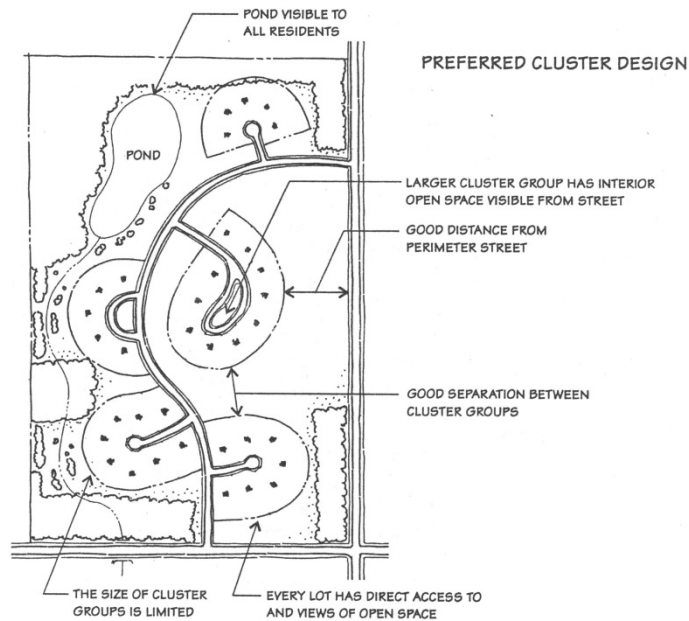 POND VISIBLE TO
ALL RESIDENTS
PREFERRED CLUSTER DESIGN
POND
LARGER CLUSTER GROUP HAS INTERIOR
OPEN SPACE VISIBLE FROM STREET
GOOD DISTANCE FROM
PERIMETER STREET
GOOD SEPARATION BETWEEN
CLUSTER GROUPS
THE SIZE OF CLUSTER
GROUPS IS LIMITED
EVERY LOT HAS DIRECT ACCESS TO
AND VIEWS OF OPEN SPACE